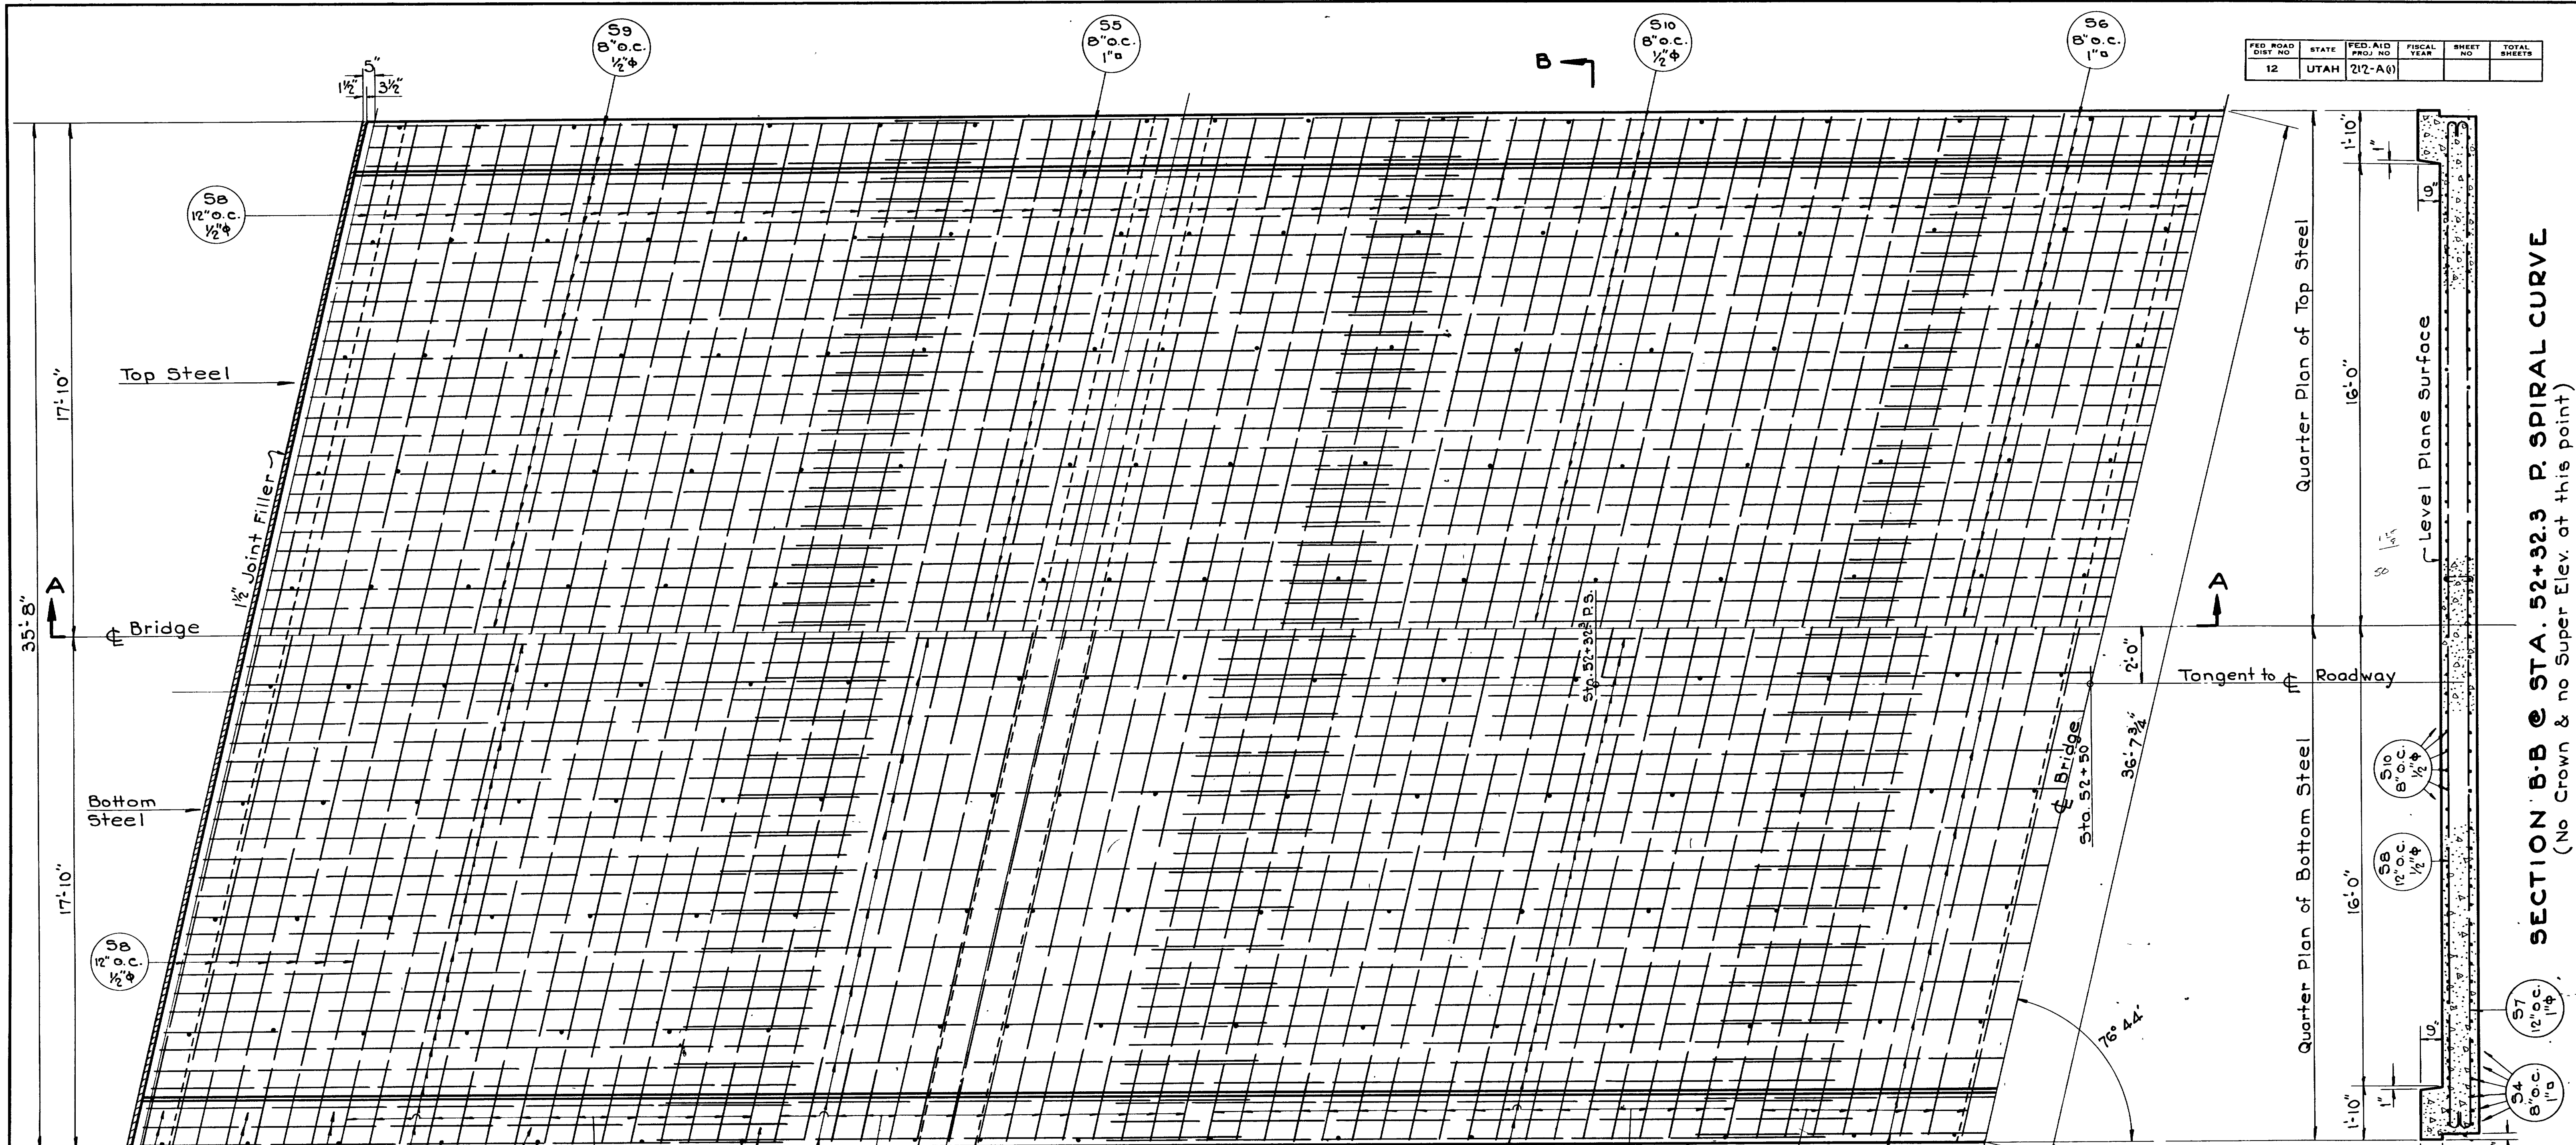 S9
8" O.C.
1/2"φ
S5
8" O.C.
1"□
S10
8" O.C.
1/2"φ
S6
8" O.C.
1"□
B
FED ROAD DIST NO
STATE
FED. AID PROJ NO
FISCAL YEAR
SHEET NO
TOTAL SHEETS
12
UTAH
212-A(1)
5"
1½"
3½"
S8
12" O.C.
1/2"φ
Top Steel
17'-10"
35'-8"
1½" Joint Filler
A
℄ Bridge
Bottom
Steel
17'-10"
S8
12" O.C.
1/2"φ
Sta. 52+32.3 P.S.
A
2'-0"
Tangent to ℄ Roadway
℄ Bridge
Sta. 52+50
36'-7¾"
76° 44'
Quarter Plan of Top Steel
Quarter Plan of Bottom Steel
1'-10"
1"
9"
16'-0"
Level Plane Surface
50
S10
8" O.C.
1/2"φ
S8
12" O.C.
1/2"φ
16'-0"
9"
1'-10"
1"
S7
12" O.C.
1"φ
S4
8" O.C.
1"□
SECTION B-B @ STA. 52+32.3 P. SPIRAL CURVE
(No Crown & no Super Elev. at this point)